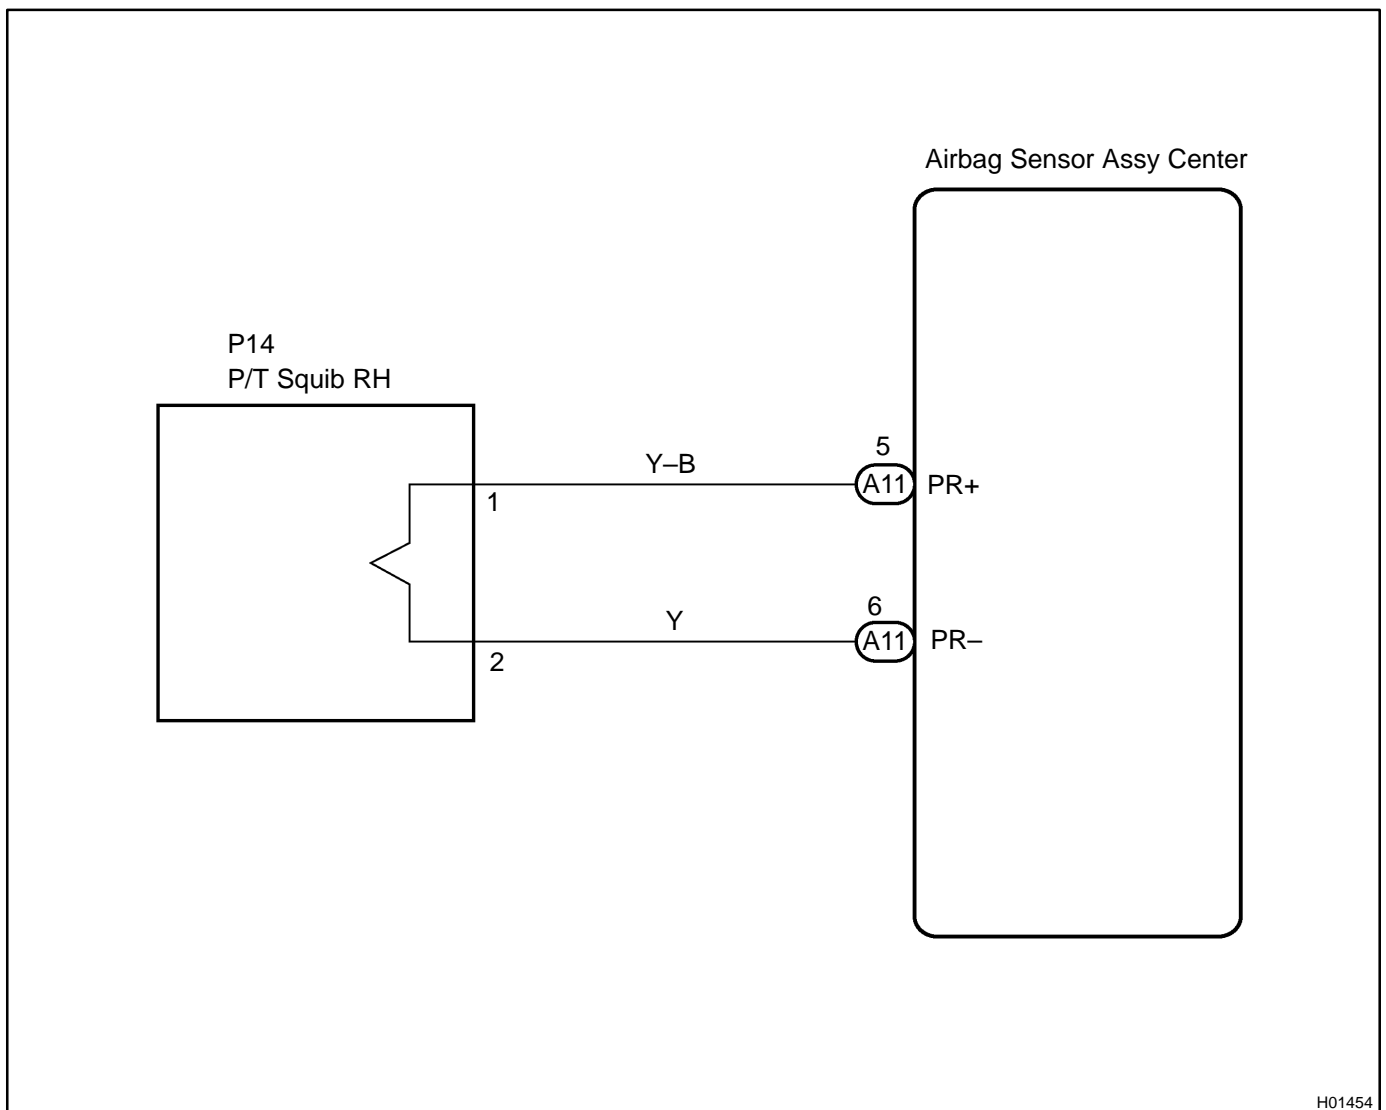 Airbag Sensor Assy Center
P14
P/T Squib RH
Y–B
5
1
A11
PR+
Y
6
2
A11
PR–
H01454